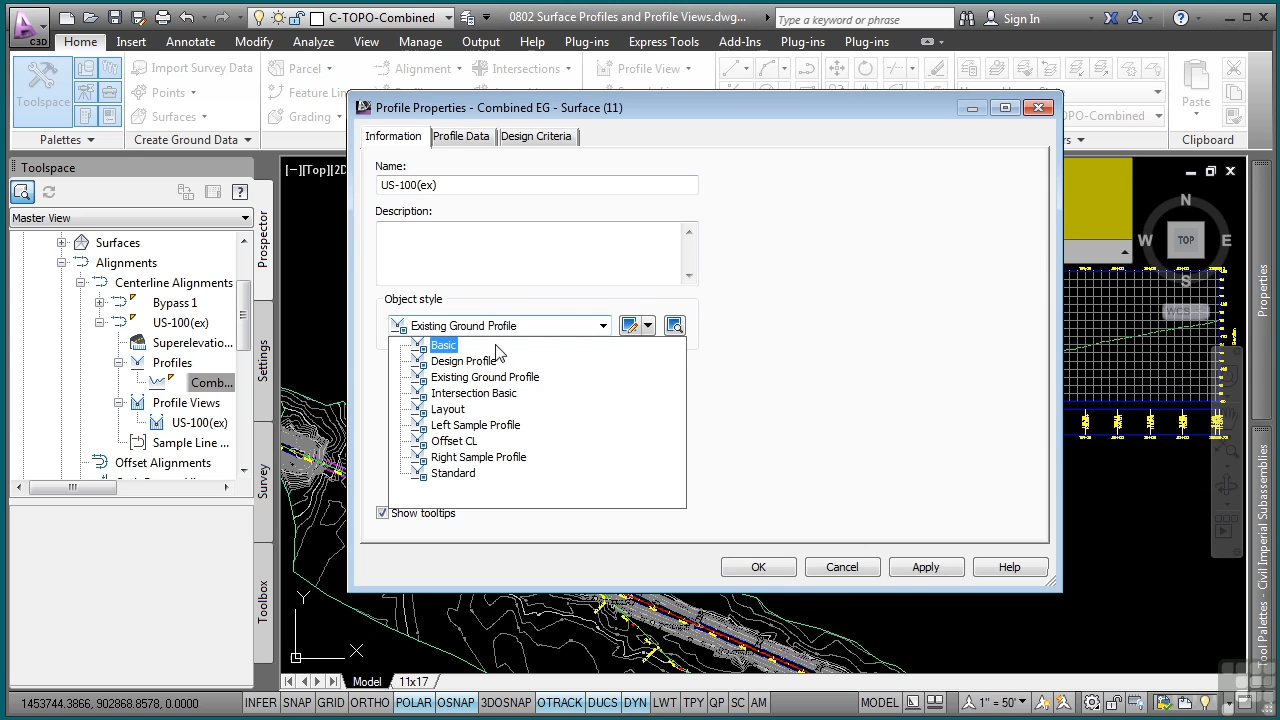 C3D
C-TOPO-Combined
0802 Surface Profiles and Profile Views.dwg...
Type a keyword or phrase
Sign In
Home Insert Annotate Modify Analyze View Manage Output Help Plug-ins Express Tools Add-Ins Plug-ins Plug-ins
Toolspace
Import Survey Data
Points
Surfaces
Parcel
Feature Line
Grading
Alignment
Intersections
Profile View
TOPO-Combined
Paste
Palettes
Create Ground Data
Clipboard
Toolspace
Master View
Surfaces
Alignments
Centerline Alignments
Bypass 1
US-100(ex)
Superelevatio...
Profiles
Comb...
Profile Views
US-100(ex)
Sample Line ...
Offset Alignments
Prospector
Settings
Survey
Toolbox
[−][Top][2D
Profile Properties - Combined EG - Surface (11)
Information
Profile Data
Design Criteria
Name:
US-100(ex)
Description:
Object style
Existing Ground Profile
Basic
Design Profile
Existing Ground Profile
Intersection Basic
Layout
Left Sample Profile
Offset CL
Right Sample Profile
Standard
Show tooltips
OK
Cancel
Apply
Help
N
W
TOP
E
S
WCS
Properties
Tool Palettes - Civil Imperial Subassemblies
Y
X
Model
11x17
1453744.3866, 902968.8578, 0.0000
INFER SNAP GRID ORTHO POLAR OSNAP 3DOSNAP OTRACK DUCS DYN LWT TPY QP SC AM
MODEL
1" = 50'